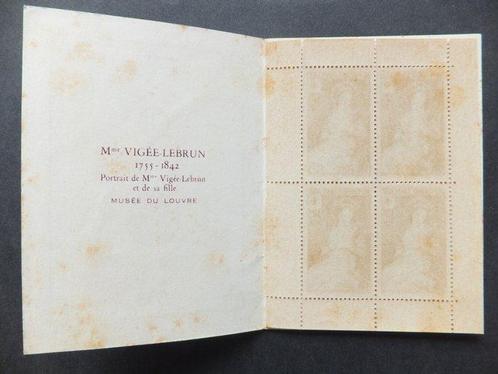 Mme VIGÉE-LEBRUN
1755-1842
Portrait de Mme Vigée-Lebrun
et de sa fille
MUSÉE DU LOUVRE